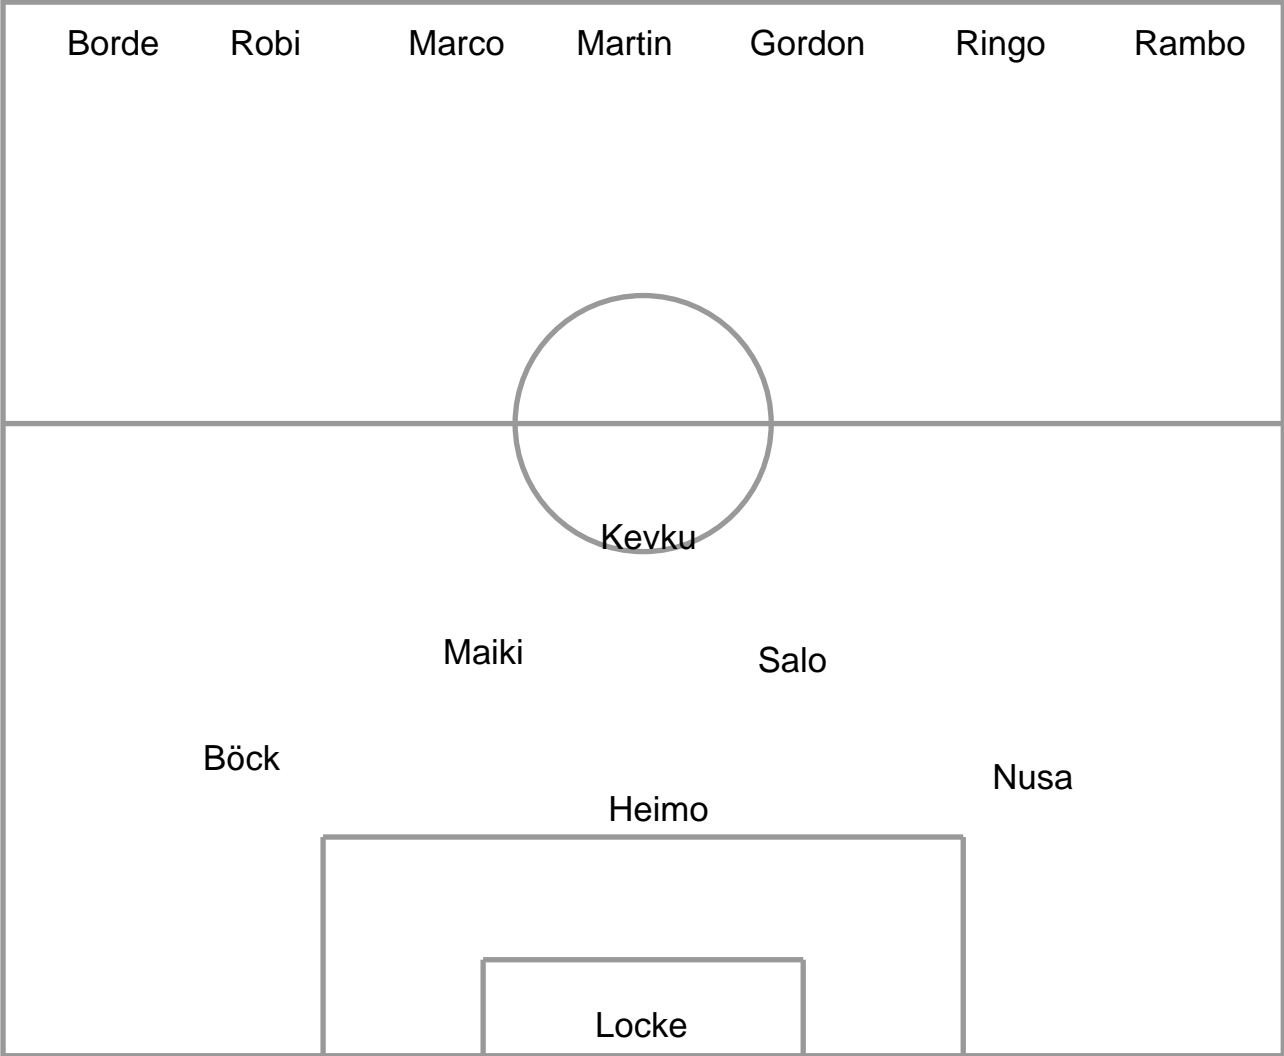 Borde Robi Marco Martin Gordon Ringo Rambo
Kevku
Maiki Salo
Böck Nusa
Heimo
Locke